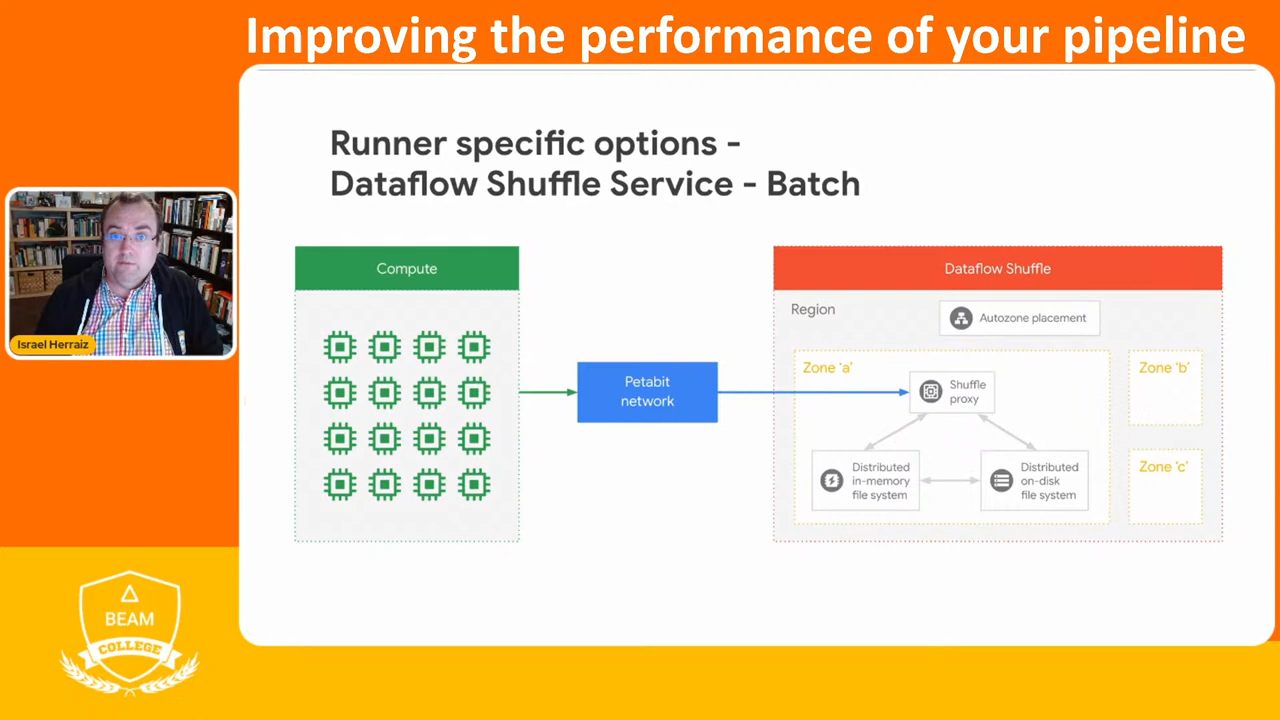 Improving the performance of your pipeline
Runner specific options -
Dataflow Shuffle Service - Batch
Israel Herraiz
Compute
Petabit
network
Dataflow Shuffle
Region
Autozone placement
Zone 'a'
Shuffle
proxy
Distributed
in-memory
file system
Distributed
on-disk
file system
Zone 'b'
Zone 'c'
BEAM
COLLEGE